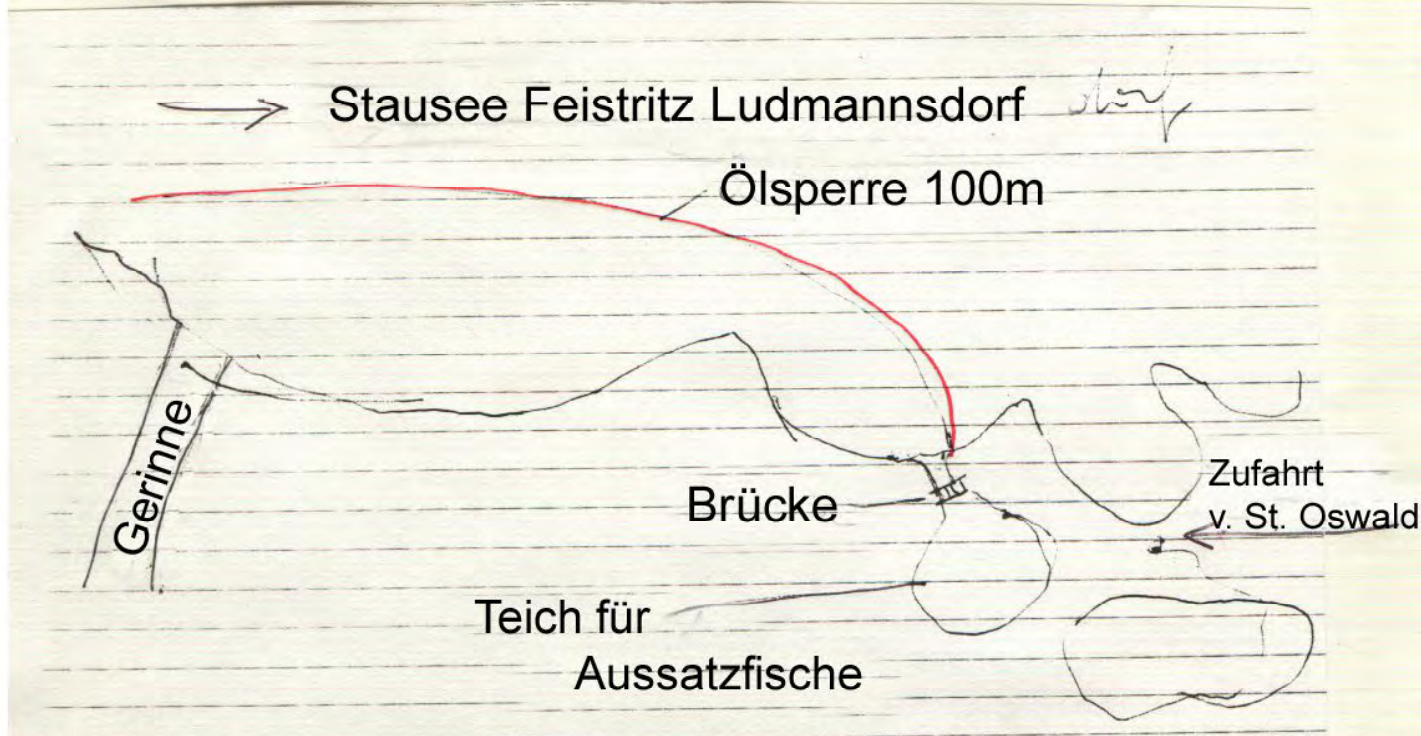 Stausee Feistritz Ludmannsdorf
Ölsperre 100m
Gerinne
Brücke
Zufahrt
v. St. Oswald
Teich für
Aussatzfische